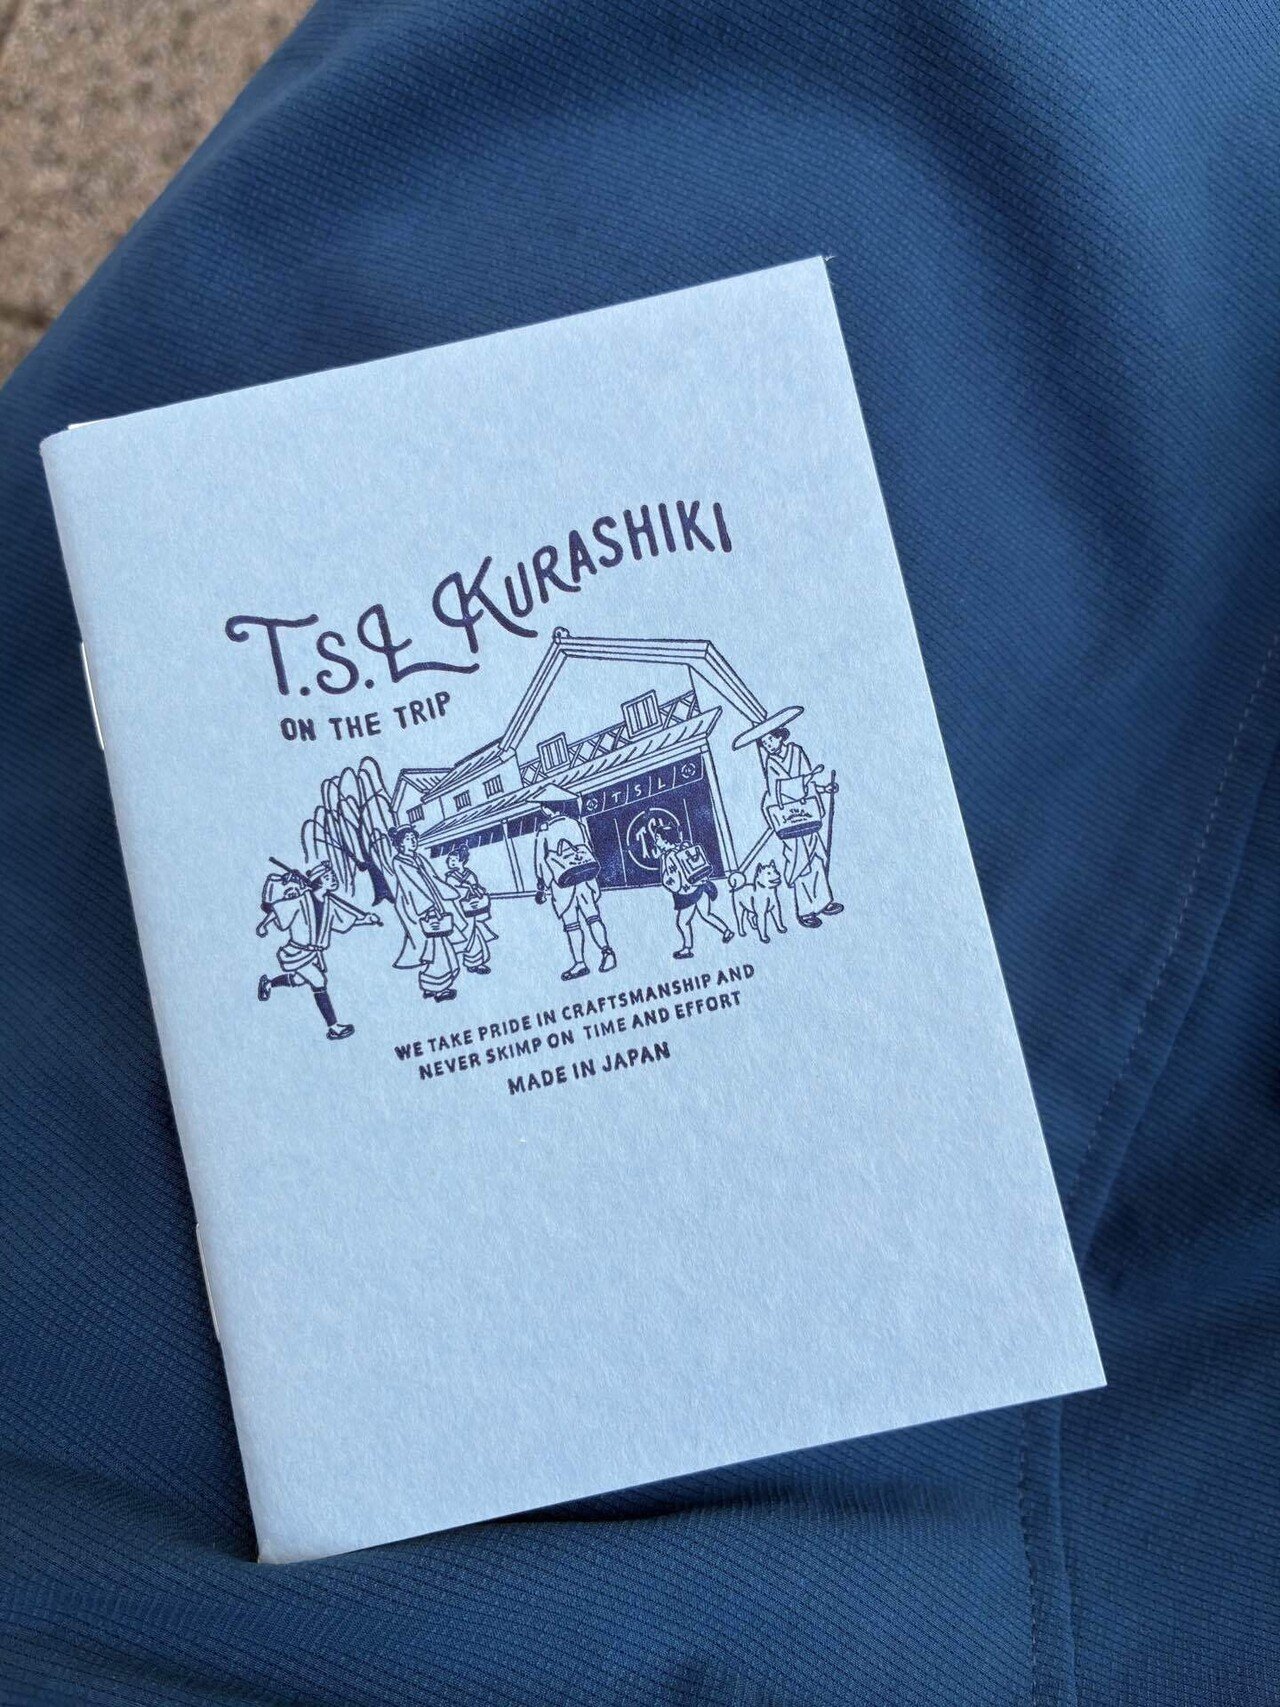 T.S.L KURASHIKI
ON THE TRIP
T S L
TSL
WE TAKE PRIDE IN CRAFTSMANSHIP AND
NEVER SKIMP ON TIME AND EFFORT
MADE IN JAPAN